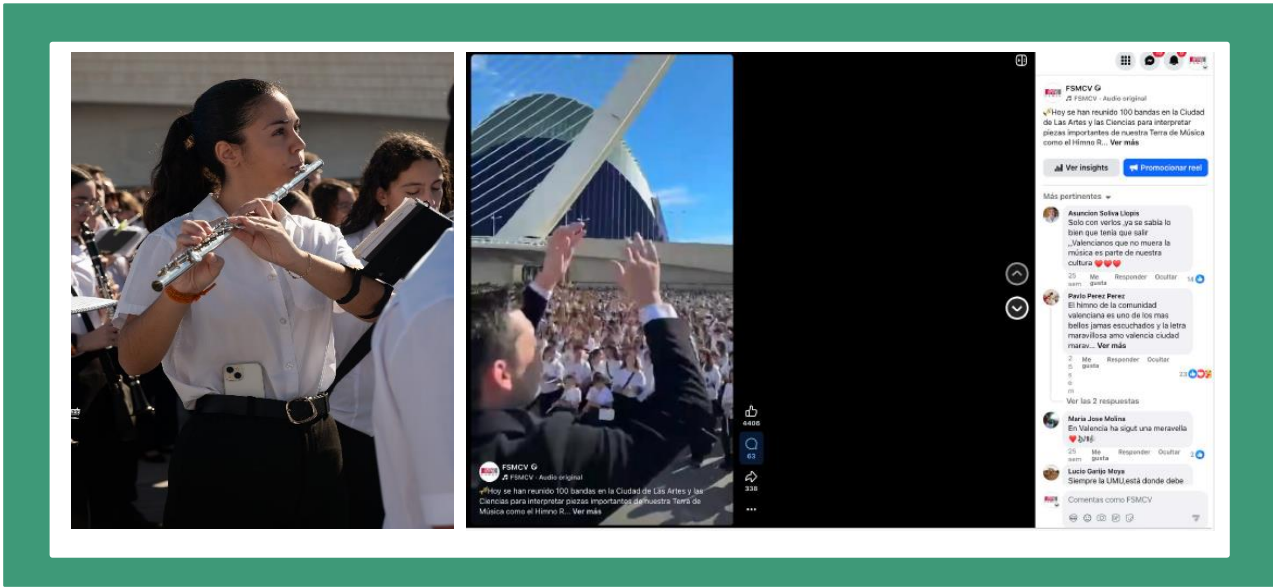 FSMCV
FSMCV · Audio original
Hoy se han reunido 100 bandas en la Ciudad de Las Artes y las
Ciencias para interpretar piezas importantes de nuestra Terra de
Música como el Himno R... Ver más
4406
63
338
FSMCV
FSMCV · Audio original
Hoy se han reunido 100 bandas en la Ciudad
de Las Artes y las Ciencias para interpretar
piezas importantes de nuestra Terra de Música
como el Himno R... Ver más
Ver insights
Promocionar reel
Más pertinentes
Asuncion Soliva Llopis
Solo con verlos ,ya se sabía lo
bien que tenía que salir
,,Valencianos que no muera la
música es parte de nuestra
cultura ❤️❤️❤️
25 sem Me gusta Responder Ocultar 14
Pavlo Perez Perez
El himno de la comunidad
valenciana es uno de los mas
bellos jamas escuchados y la letra
maravillosa amo valencia ciudad
marav... Ver más
Me gusta Responder Ocultar
23
Ver las 2 respuestas
Maria Jose Molina
En Valencia ha sigut una meravella
25 sem Me gusta Responder Ocultar 2
Lucio Garijo Moya
Siempre la UMLl,está donde debe
Comentas como FSMCV